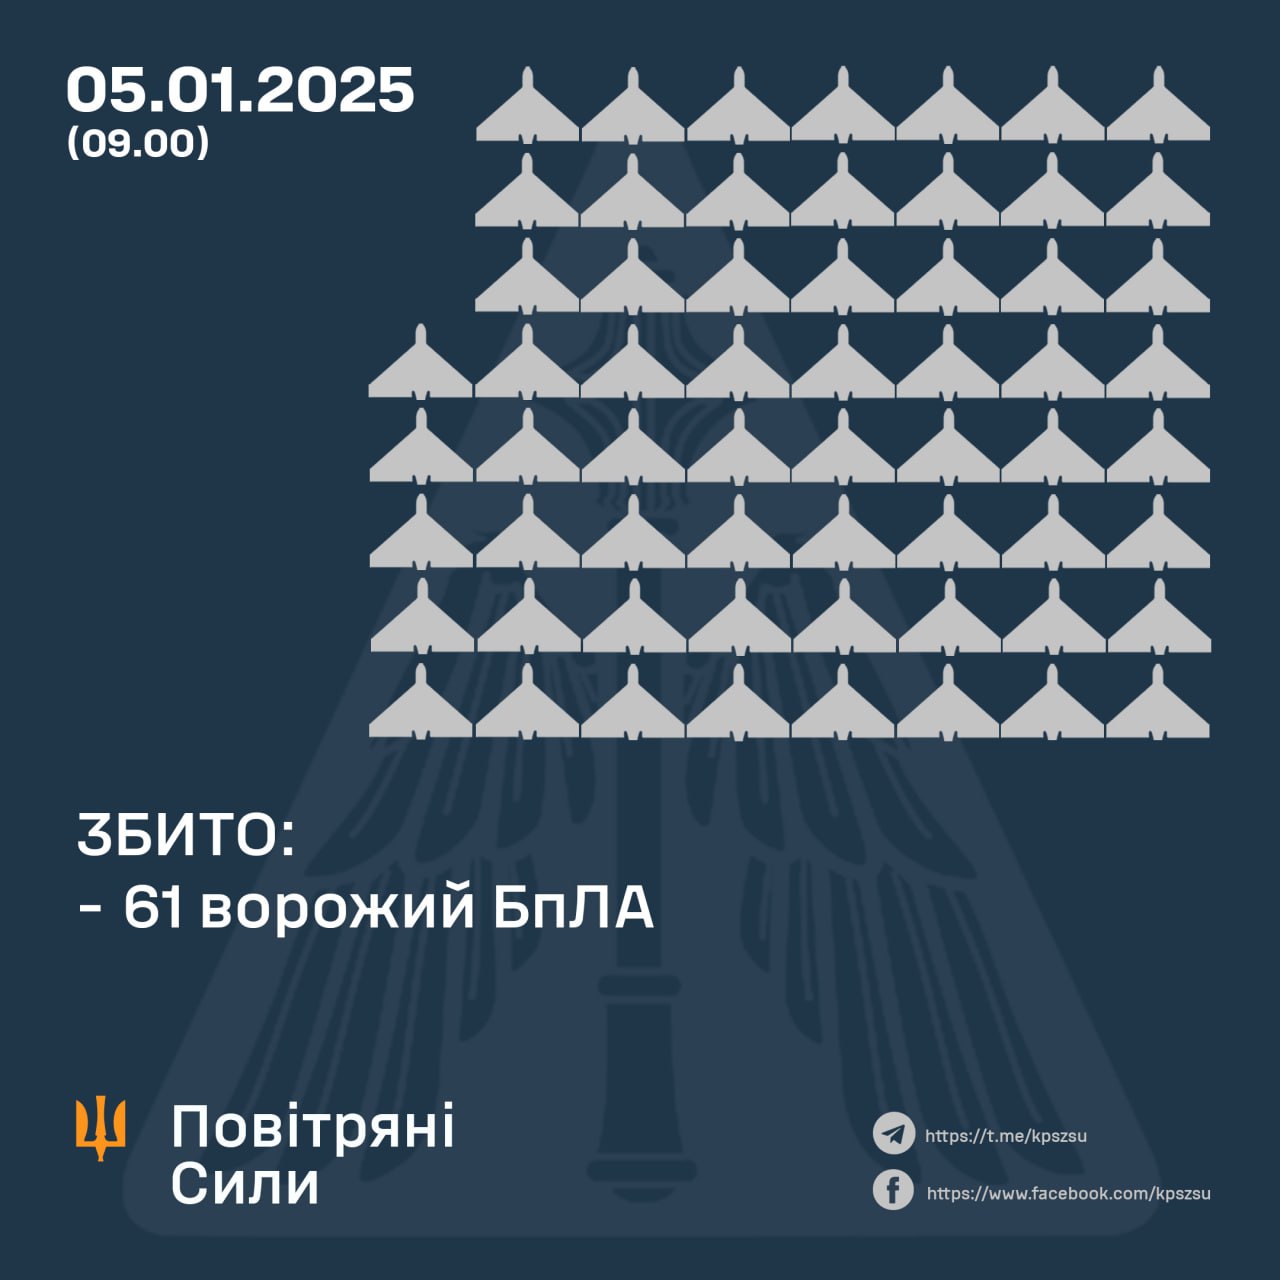 05.01.2025
(09.00)
ЗБИТО:
- 61 ворожий БпЛА
Повітряні
Сили
https://t.me/kpszsu
https://www.facebook.com/kpszsu